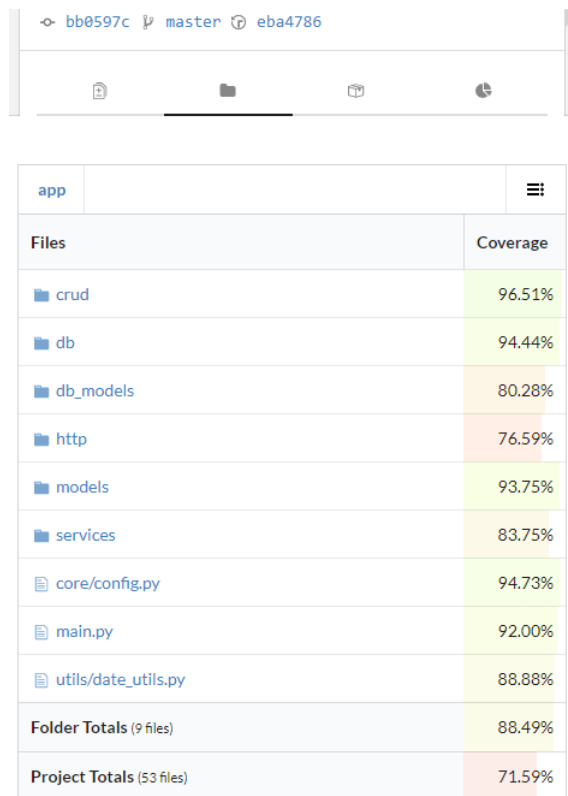 bb0597c master eba4786
app
Files Coverage
crud 96.51%
db 94.44%
db_models 80.28%
http 76.59%
models 93.75%
services 83.75%
core/config.py 94.73%
main.py 92.00%
utils/date_utils.py 88.88%
Folder Totals (9 files) 88.49%
Project Totals (53 files) 71.59%